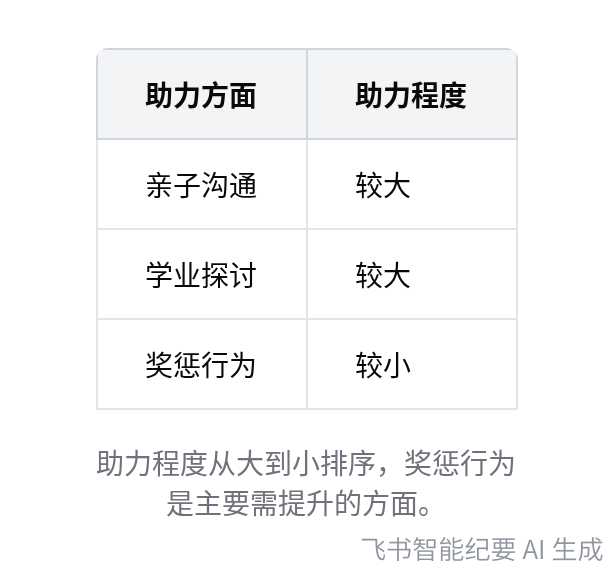 助力方面 助力程度
亲子沟通 较大
学业探讨 较大
奖惩行为 较小
助力程度从大到小排序，奖惩行为
是主要需提升的方面。
飞书智能纪要 AI 生成